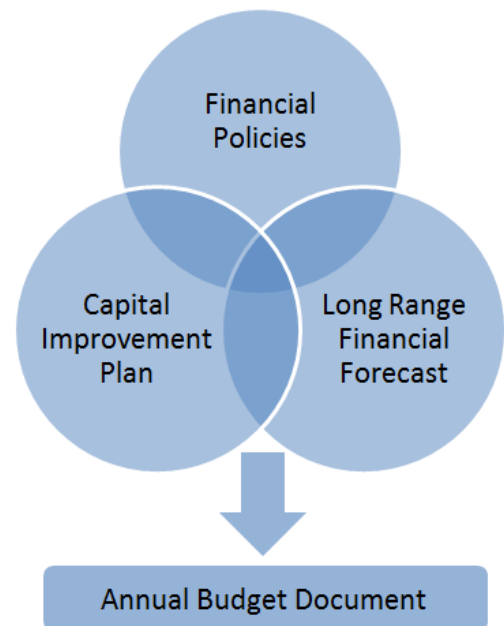 Financial
Policies
Capital
Improvement
Plan
Long Range
Financial
Forecast
Annual Budget Document